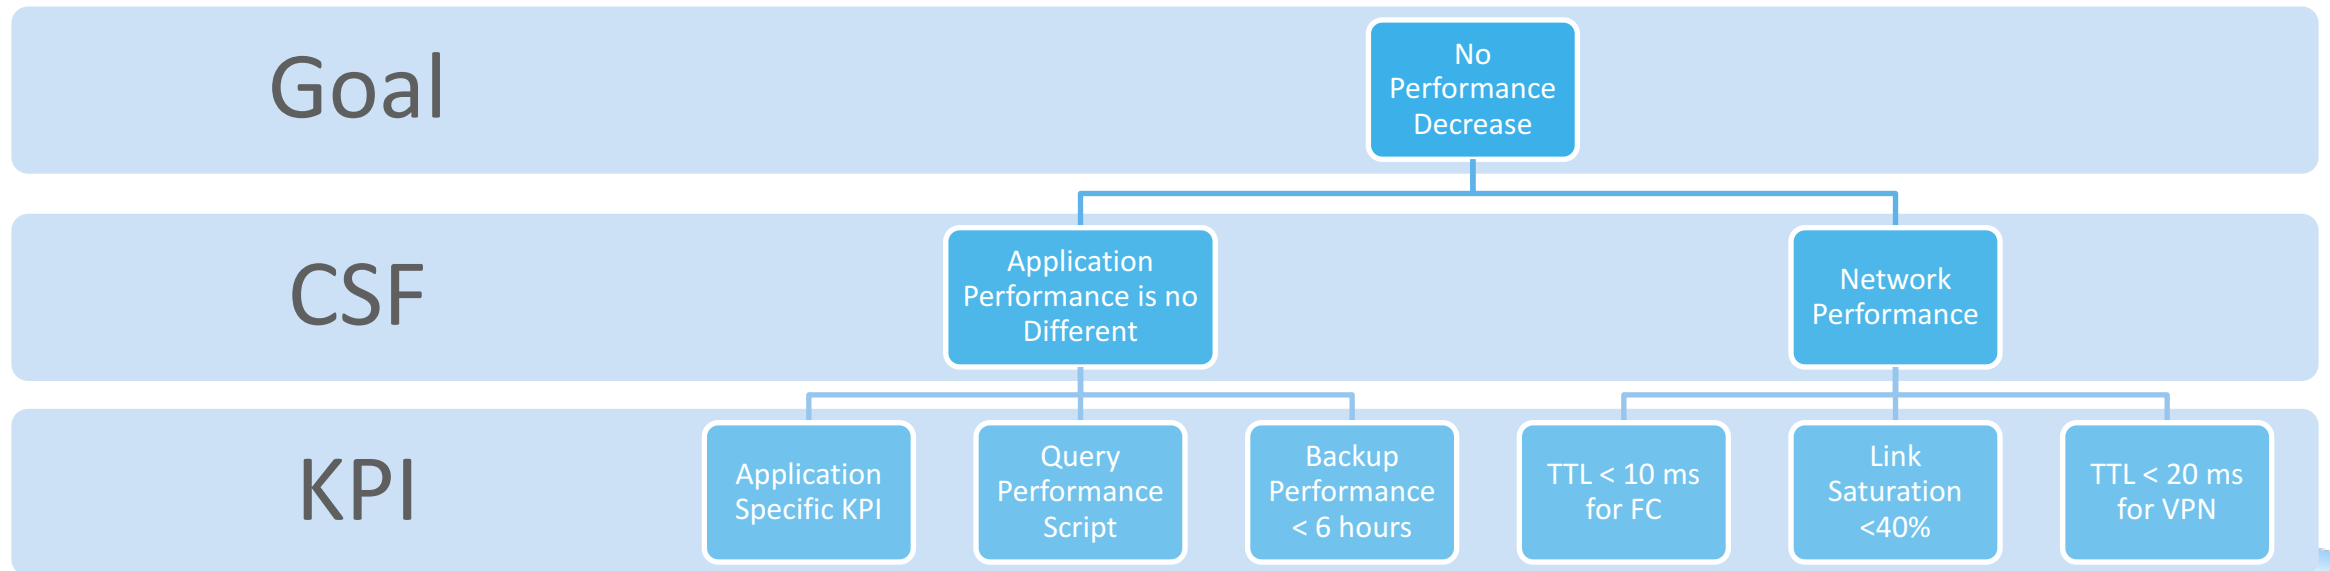 Goal
No
Performance
Decrease
CSF
Application
Performance is no
Different
Network
Performance
KPI
Application
Specific KPI
Query
Performance
Script
Backup
Performance
< 6 hours
TTL < 10 ms
for FC
Link
Saturation
<40%
TTL < 20 ms
for VPN